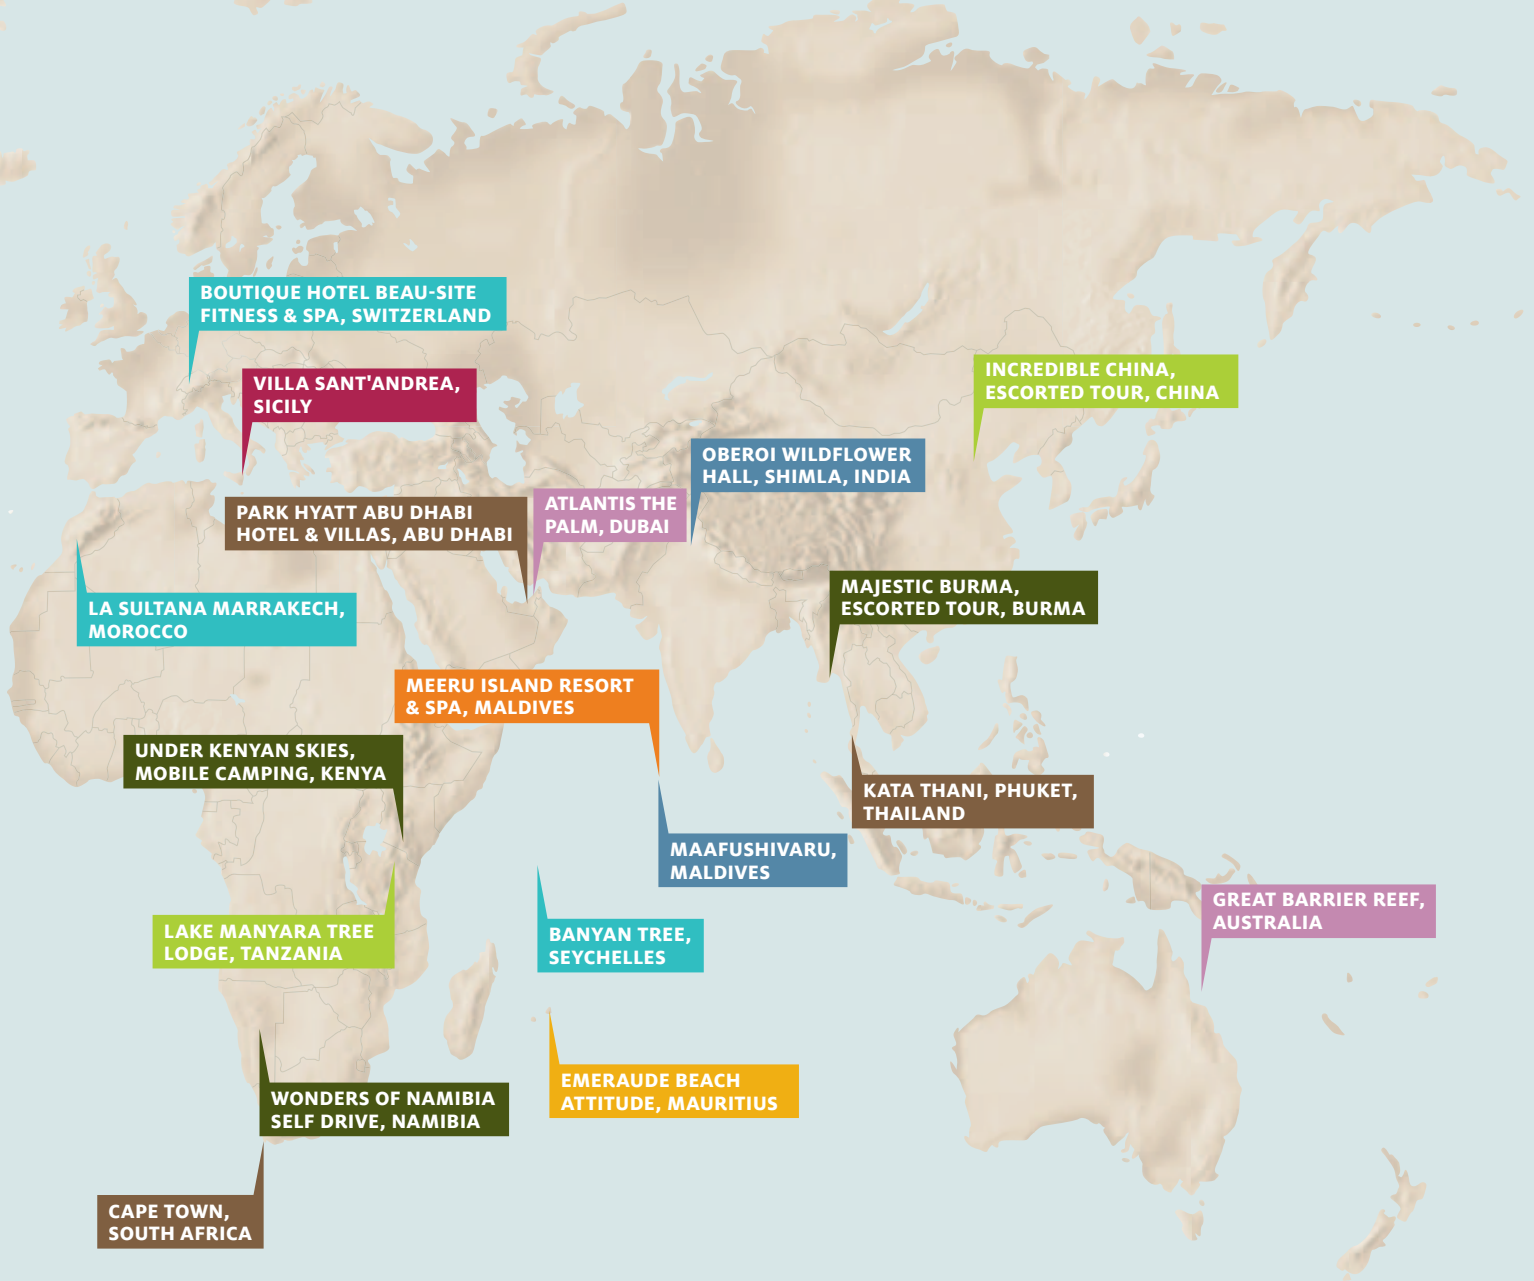 BOUTIQUE HOTEL BEAU-SITE
FITNESS & SPA, SWITZERLAND
VILLA SANT'ANDREA,
SICILY
INCREDIBLE CHINA,
ESCORTED TOUR, CHINA
OBEROI WILDFLOWER
HALL, SHIMLA, INDIA
PARK HYATT ABU DHABI
HOTEL & VILLAS, ABU DHABI
ATLANTIS THE
PALM, DUBAI
MAJESTIC BURMA,
ESCORTED TOUR, BURMA
LA SULTANA MARRAKECH,
MOROCCO
MEERU ISLAND RESORT
& SPA, MALDIVES
UNDER KENYAN SKIES,
MOBILE CAMPING, KENYA
KATA THANI, PHUKET,
THAILAND
MAAFUSHIVARU,
MALDIVES
GREAT BARRIER REEF,
AUSTRALIA
LAKE MANYARA TREE
LODGE, TANZANIA
BANYAN TREE,
SEYCHELLES
EMERAUDE BEACH
ATTITUDE, MAURITIUS
WONDERS OF NAMIBIA
SELF DRIVE, NAMIBIA
CAPE TOWN,
SOUTH AFRICA